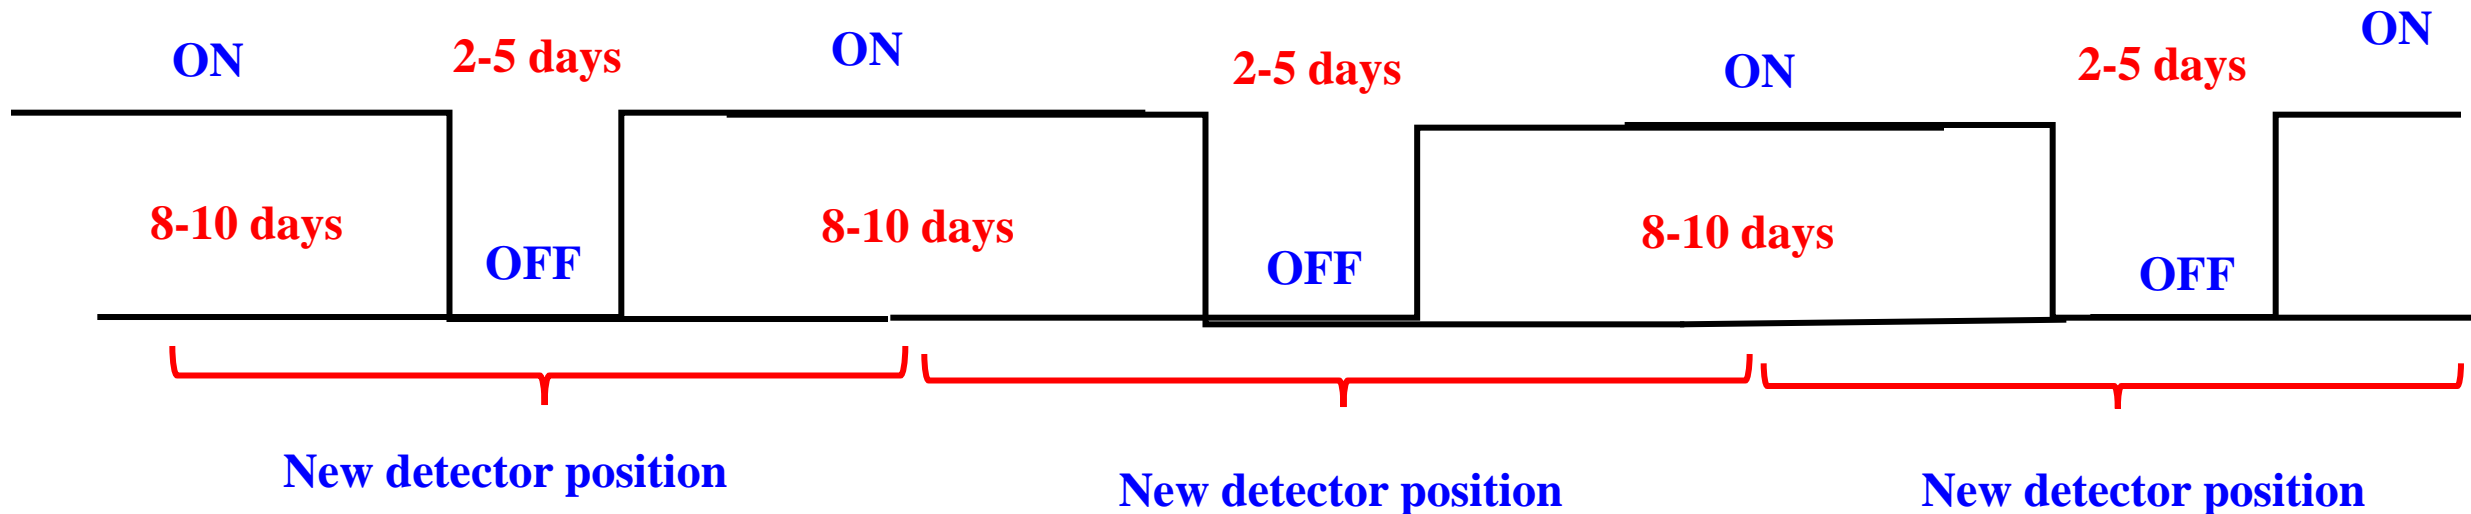 ON
2-5 days
ON
2-5 days
ON
2-5 days
ON
8-10 days
OFF
8-10 days
OFF
8-10 days
OFF
New detector position
New detector position
New detector position